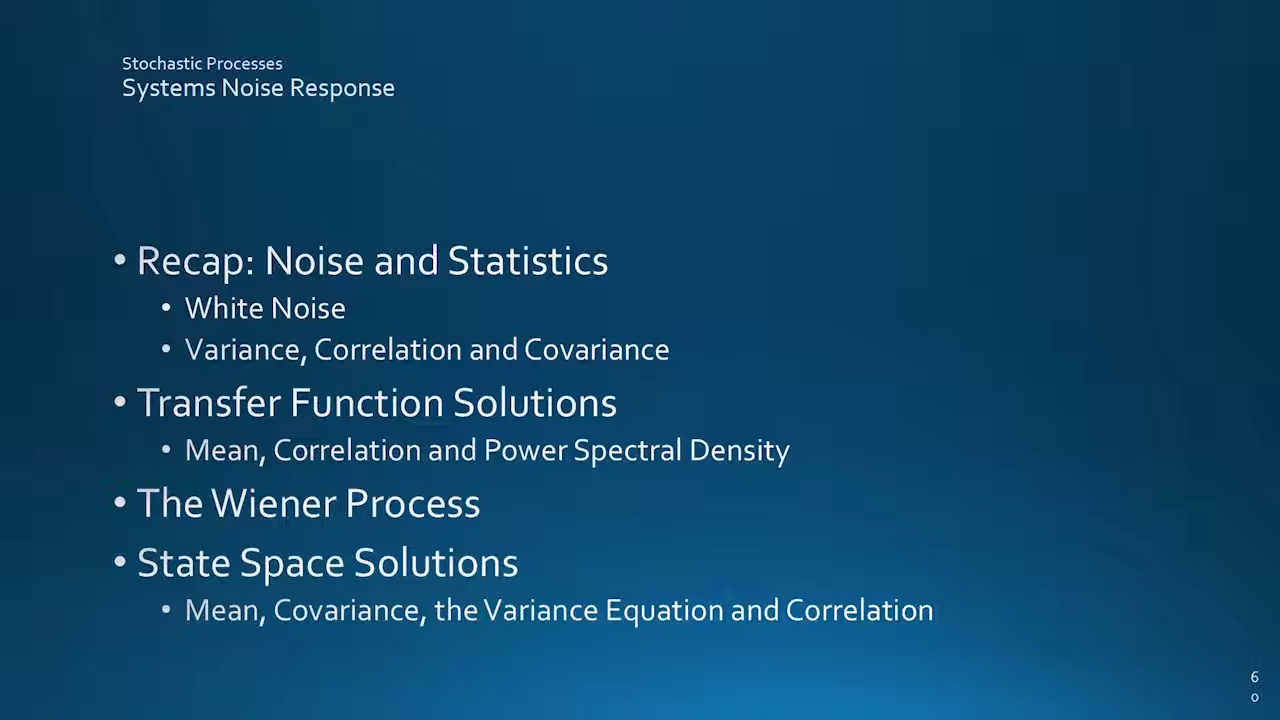 Stochastic Processes
Systems Noise Response
• Recap: Noise and Statistics
• White Noise
• Variance, Correlation and Covariance
• Transfer Function Solutions
• Mean, Correlation and Power Spectral Density
• The Wiener Process
• State Space Solutions
• Mean, Covariance, the Variance Equation and Correlation
6
0